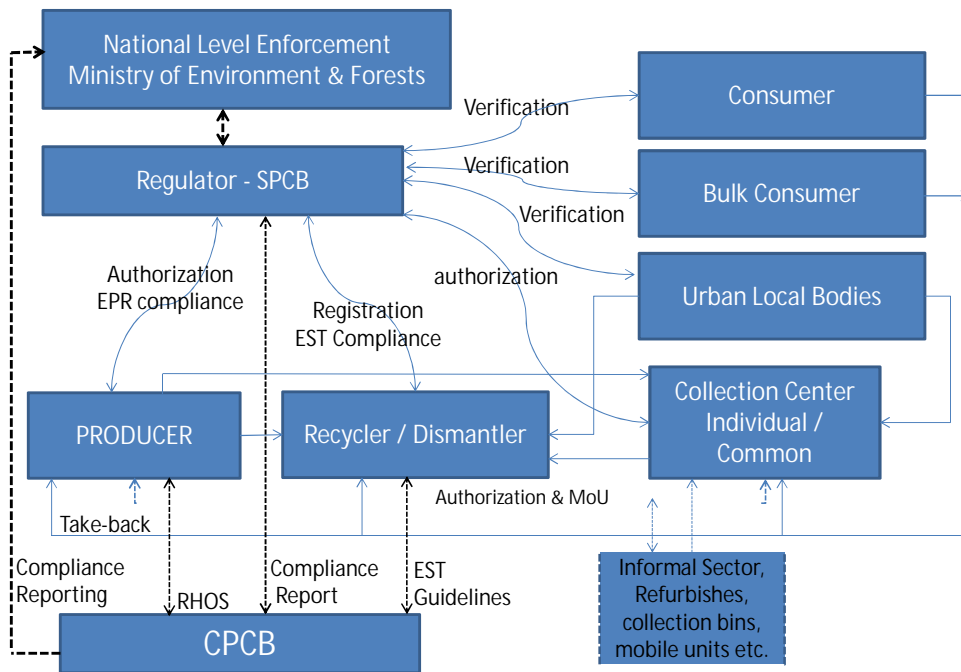 National Level Enforcement
Ministry of Environment & Forests
Consumer
Verification
Regulator - SPCB
Verification
Bulk Consumer
Verification
Authorization
EPR compliance
authorization
Urban Local Bodies
Registration
EST Compliance
PRODUCER
Recycler / Dismantler
Collection Center
Individual /
Common
Authorization & MoU
Take-back
Compliance
Reporting
RHOS
Compliance
Report
EST
Guidelines
Informal Sector,
Refurbishes,
collection bins,
mobile units etc.
CPCB